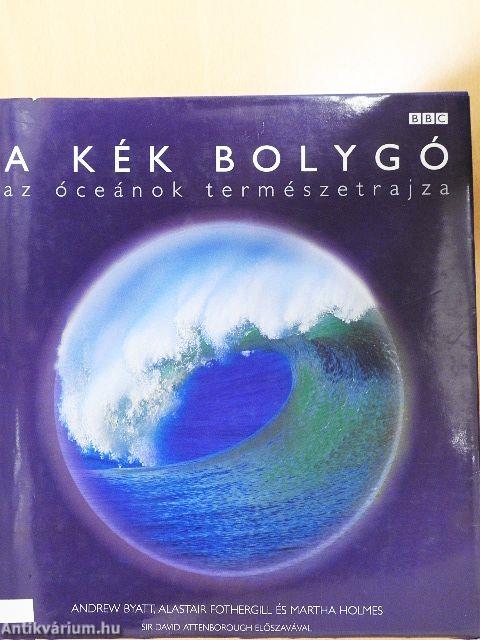 BBC
A KÉK BOLYGÓ
az óceánok természetrajza
ANDREW BYATT, ALASTAIR FOTHERGILL ÉS MARTHA HOLMES
SIR DAVID ATTENBOROUGH ELŐSZAVÁVAL
Antikvárium.hu